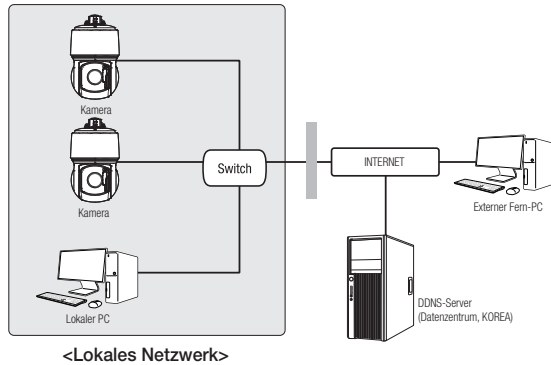 Kamera
Kamera
Switch
Lokaler PC
<Lokales Netzwerk>
INTERNET
Externer Fern-PC
DDNS-Server
(Datenzentrum, KOREA)